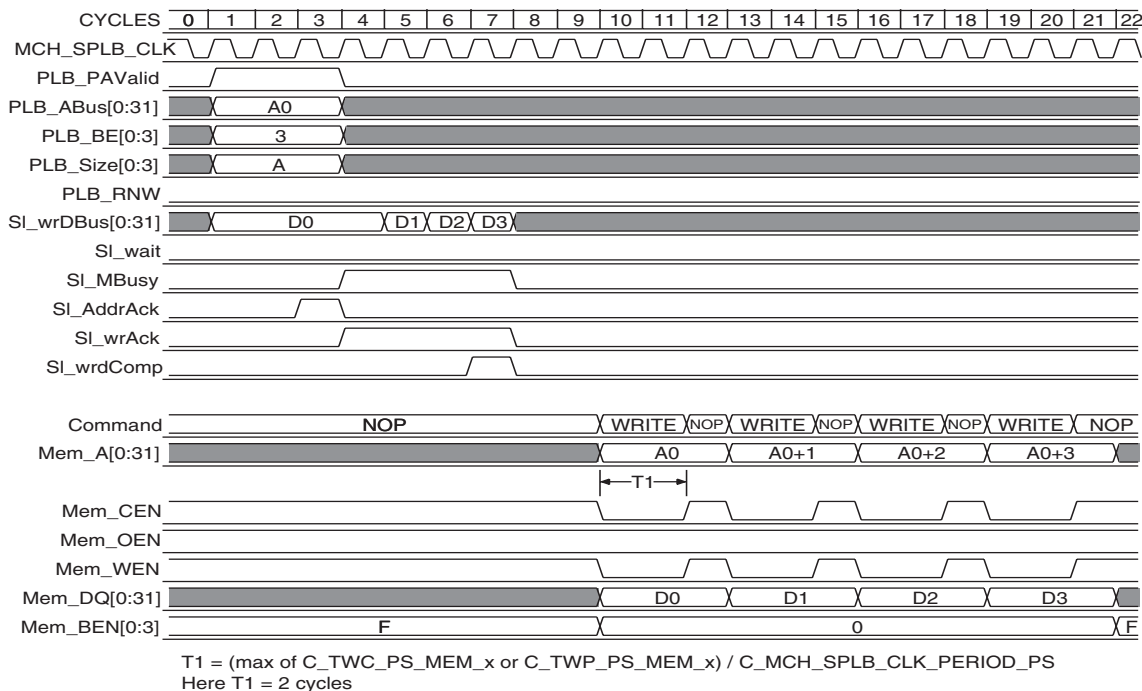 CYCLES 0 1 2 3 4 5 6 7 8 9 10 11 12 13 14 15 16 17 18 19 20 21 22
MCH_SPLB_CLK
PLB_PAValid
PLB_ABus[0:31] A0
PLB_BE[0:3] 3
PLB_Size[0:3] A
PLB_RNW
Sl_wrDBus[0:31] D0 D1 D2 D3
Sl_wait
Sl_MBusy
Sl_AddrAck
Sl_wrAck
Sl_wrdComp
Command NOP WRITE NOP WRITE NOP WRITE NOP WRITE NOP
Mem_A[0:31] A0 A0+1 A0+2 A0+3
T1
Mem_CEN
Mem_OEN
Mem_WEN
Mem_DQ[0:31] D0 D1 D2 D3
Mem_BEN[0:3] F 0 F
T1 = (max of C_TWC_PS_MEM_x or C_TWP_PS_MEM_x) / C_MCH_SPLB_CLK_PERIOD_PS
Here T1 = 2 cycles